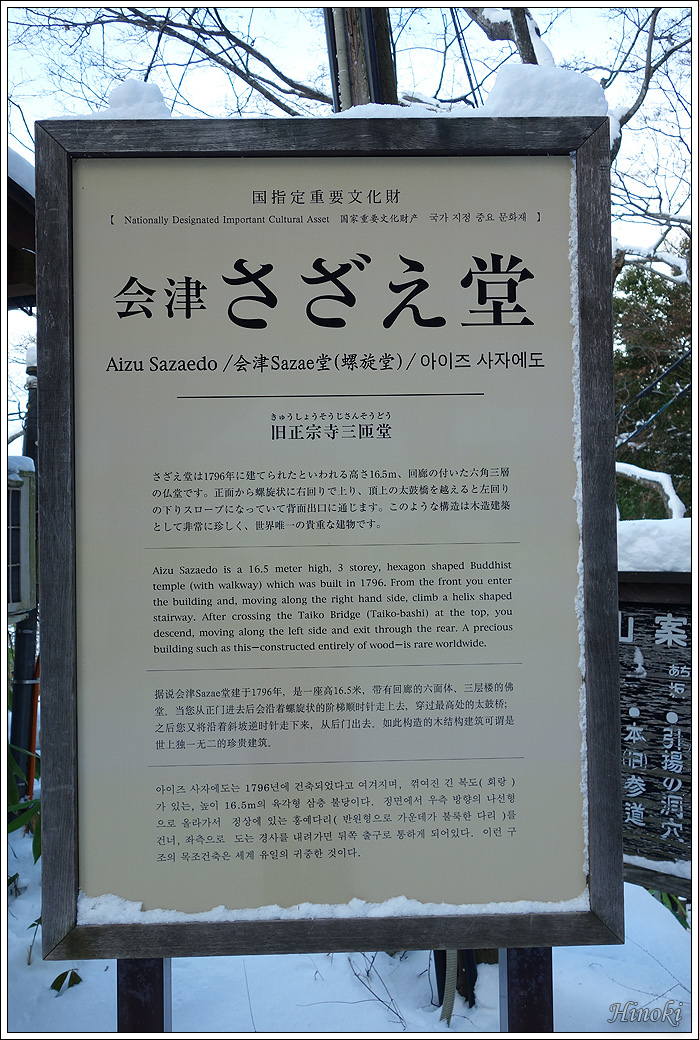 国指定重要文化財
【 Nationally Designated Important Cultural Asset 国家重要文化财产 국가 지정 중요 문화재 】
会津さざえ堂
Aizu Sazaedo /会津Sazae堂(螺旋堂)/ 아이즈 사자에도
きゅうしょうそうじさんそうどう
旧正宗寺三匝堂
さざえ堂は1796年に建てられたといわれる高さ16.5m、回廊の付いた六角三層
の仏堂です。正面から螺旋状に右回りで上り、頂上の太鼓橋を越えると左回り
の下りスロープになっていて背面出口に通じます。このような構造は木造建築
として非常に珍しく、世界唯一の貴重な建物です。
Aizu Sazaedo is a 16.5 meter high, 3 storey, hexagon shaped Buddhist
temple (with walkway) which was built in 1796. From the front you enter
the building and, moving along the right hand side, climb a helix shaped
stairway. After crossing the Taiko Bridge (Taiko-bashi) at the top, you
descend, moving along the left side and exit through the rear. A precious
building such as this—constructed entirely of wood—is rare worldwide.
据说会津Sazae堂建于1796年，是一座高16.5米，带有回廊的六面体、三层楼的佛
堂。当您从正门进去后会沿着螺旋状的阶梯顺时针走上去，穿过最高处的太鼓桥；
之后您又将沿着斜坡逆时针走下来，从后门出去。如此构造的木结构建筑可谓是
世上独一无二的珍贵建筑。
아이즈 사자에도는 1796년에 건축되었다고 여겨지며, 꺾여진 긴 복도( 회랑 )
가 있는, 높이 16.5m의 육각형 삼층 불당이다. 정면에서 우측 방향의 나선형
으로 올라가서 정상에 있는 홍예다리( 반원형으로 가운데가 불룩한 다리 )를
건너, 좌측으로 도는 경사를 내려가면 뒤쪽 출구로 통하게 되어있다. 이런 구
조의 목조건축은 세계 유일의 귀중한 것이다.
案
●引揚の洞穴
●本洞参道
Hinoki